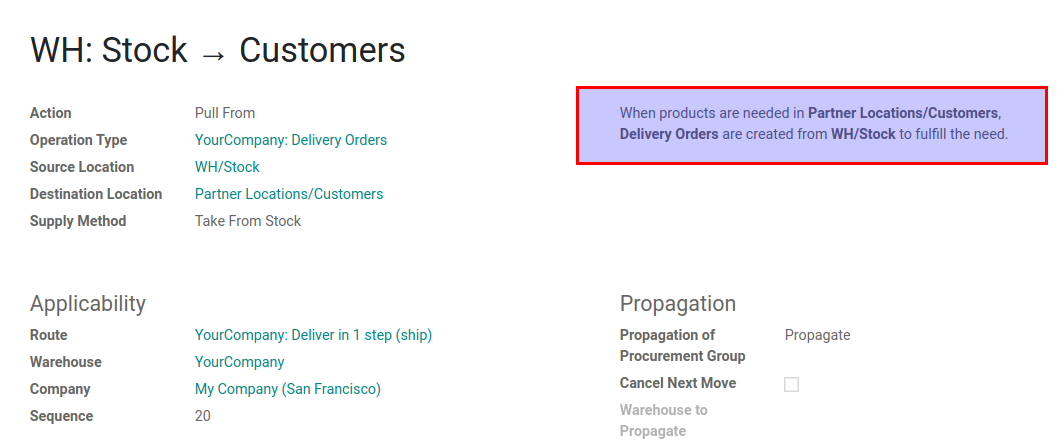 WH: Stock → Customers
Action Pull From
Operation Type YourCompany: Delivery Orders
Source Location WH/Stock
Destination Location Partner Locations/Customers
Supply Method Take From Stock
When products are needed in Partner Locations/Customers,
Delivery Orders are created from WH/Stock to fulfill the need.
Applicability
Route YourCompany: Deliver in 1 step (ship)
Warehouse YourCompany
Company My Company (San Francisco)
Sequence 20
Propagation
Propagation of Propagate
Procurement Group
Cancel Next Move
Warehouse to
Propagate